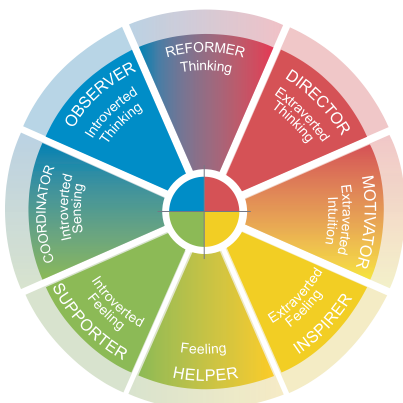 REFORMER
Thinking
DIRECTOR
Extraverted
Thinking
MOTIVATOR
Extraverted
Intuition
INSPIRER
Extraverted
Feeling
HELPER
Feeling
SUPPORTER
Introverted
Feeling
COORDINATOR
Introverted
Sensing
OBSERVER
Introverted
Thinking